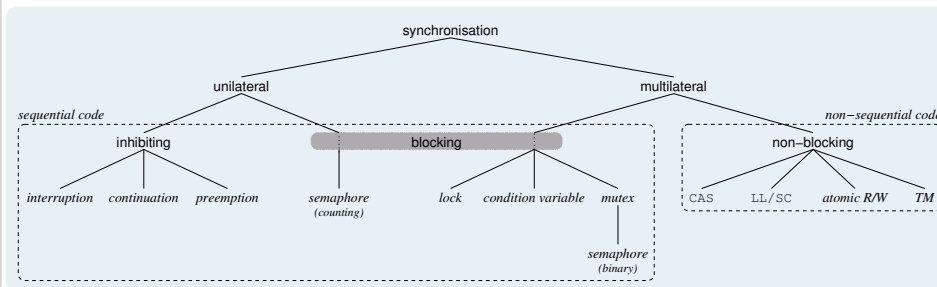 synchronisation
unilateral multilateral
sequential code non-sequential code
inhibiting blocking non-blocking
interruption continuation preemption semaphore lock condition variable mutex CAS LL/SC atomic R/W TM
(counting)
semaphore
(binary)